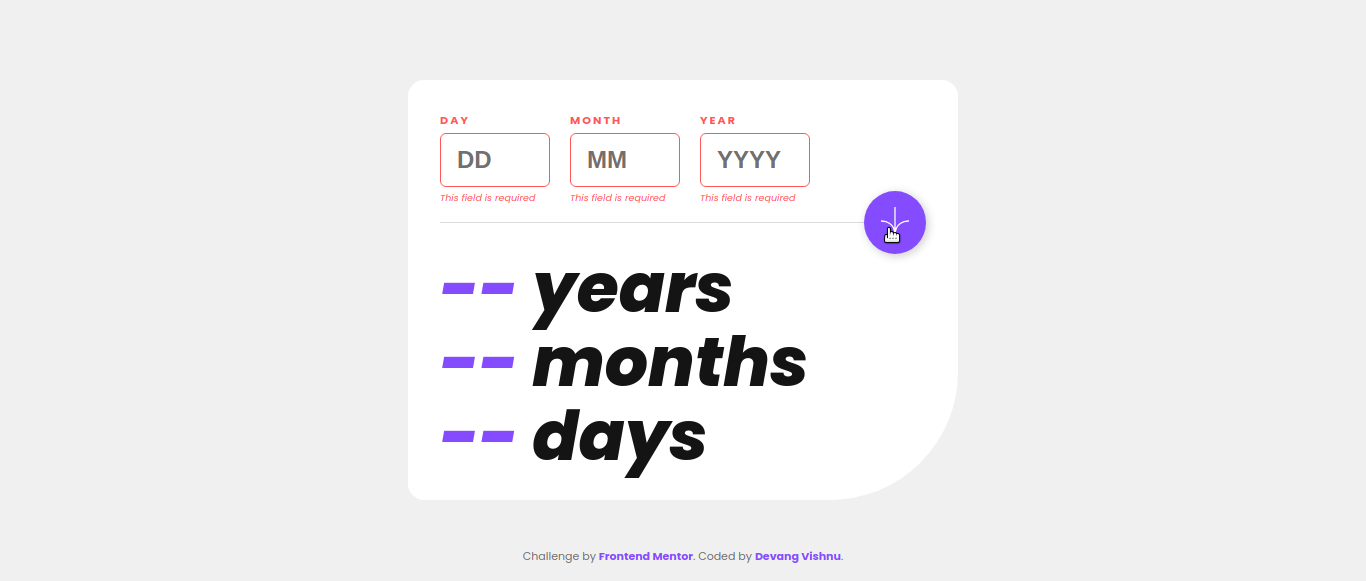 DAY MONTH YEAR
DD MM YYYY
This field is required This field is required This field is required
-- years
-- months
-- days
Challenge by Frontend Mentor. Coded by Devang Vishnu.